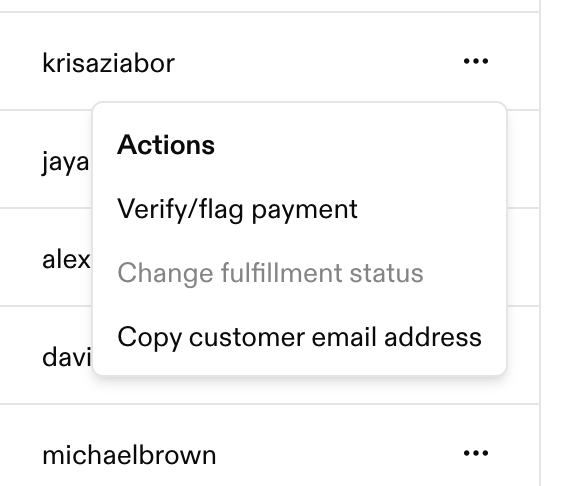 krisaziabor
•••
Actions
jaya
Verify/flag payment
alex
Change fulfillment status
Copy customer email address
davi
michaelbrown
•••